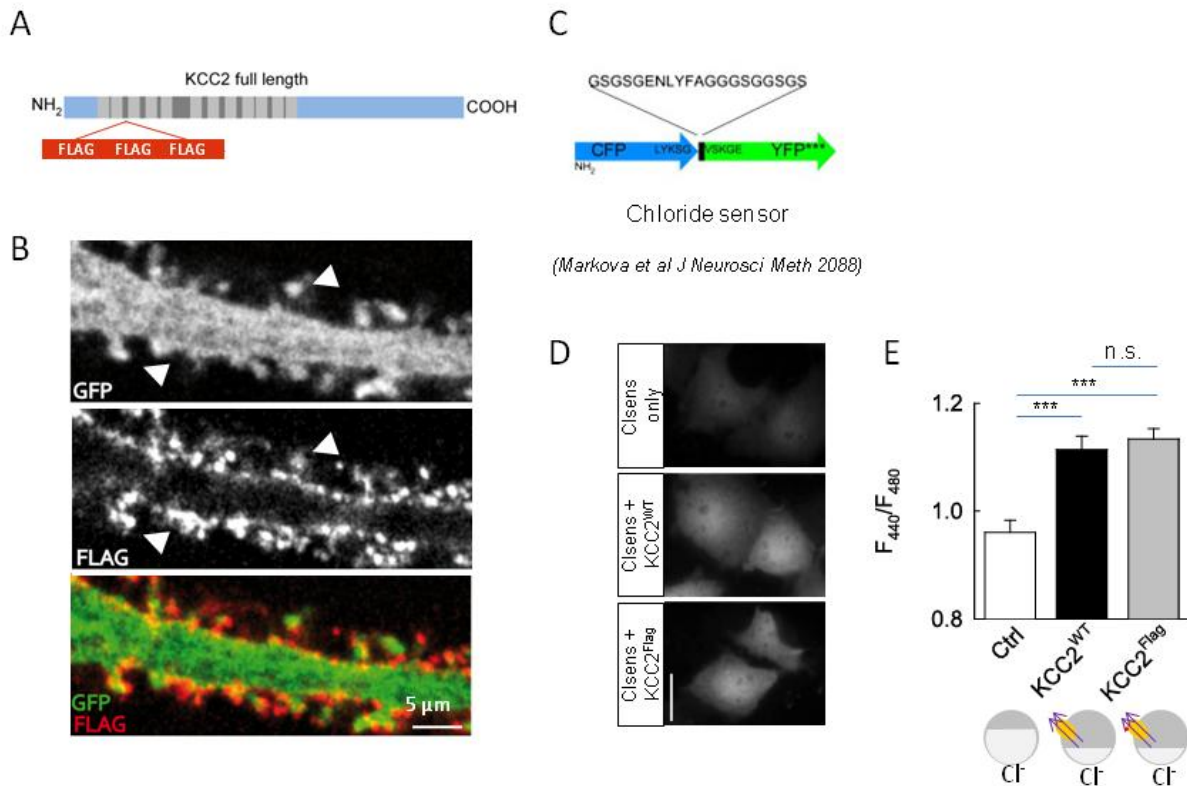 A
KCC2 full length
NH2
COOH
FLAG FLAG FLAG
B
GFP
FLAG
GFP
FLAG
5 µm
C
GSGSGENLYFAGGGSGGSGS
CFP LYKSG VSKGE YFP***
NH2
Chloride sensor
(Markova et al J Neurosci Meth 2088)
D
Clsens only
Clsens + KCC2WT
Clsens + KCC2Flag
E
n.s.
***
***
1.2
1.0
0.8
F440/F480
Ctrl
KCC2WT
KCC2Flag
Cl-
Cl-
Cl-